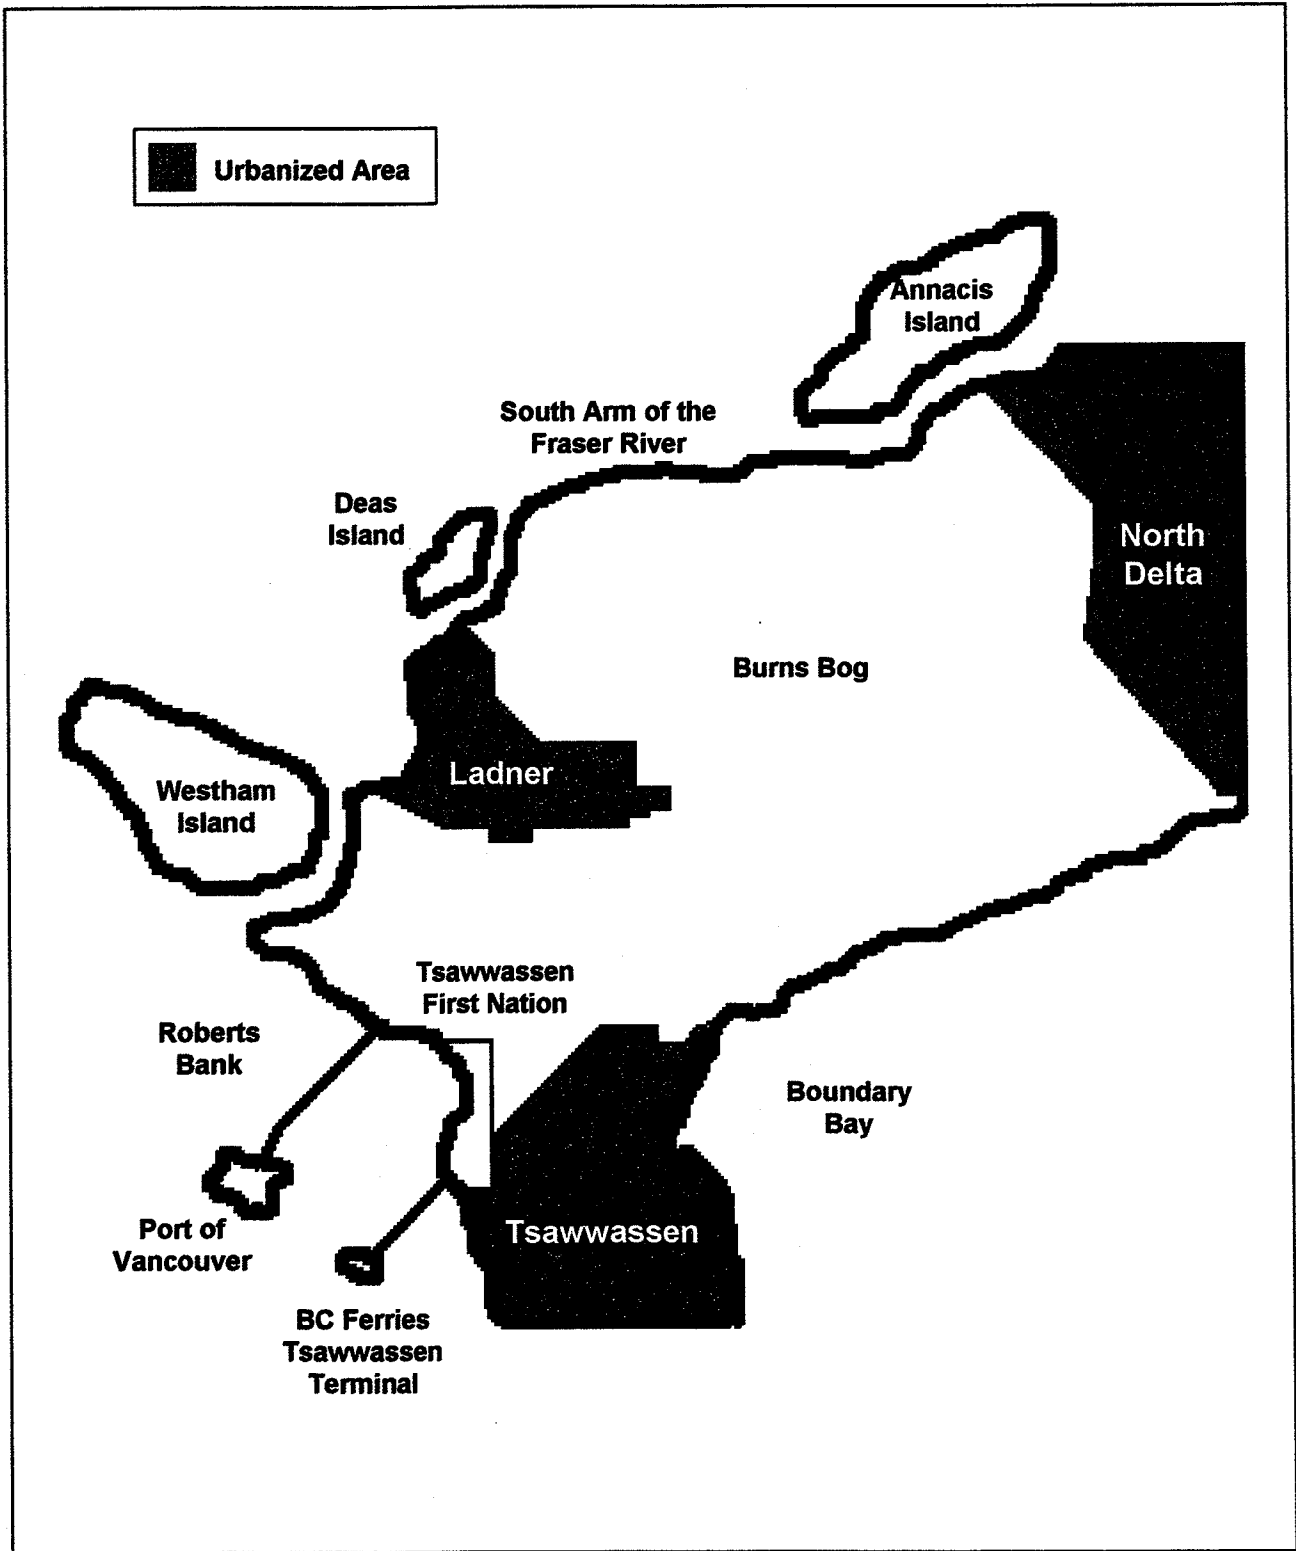 Urbanized Area
Annacis
Island
South Arm of the
Fraser River
Deas
Island
North
Delta
Burns Bog
Ladner
Westham
Island
Tsawwassen
First Nation
Roberts
Bank
Boundary
Bay
Port of
Vancouver
Tsawwassen
BC Ferries
Tsawwassen
Terminal